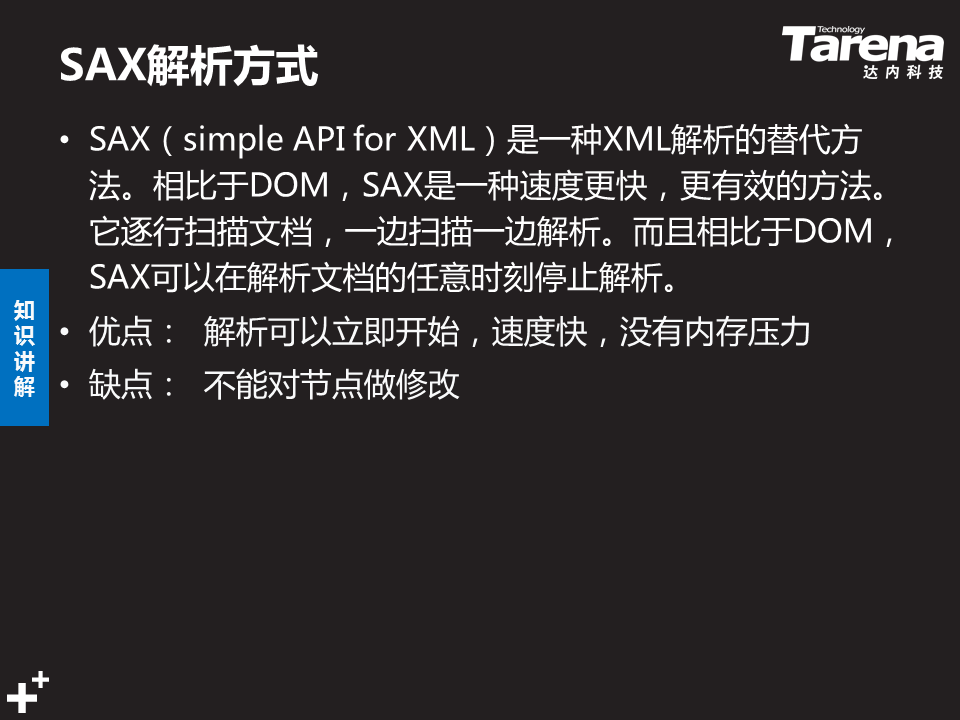 SAX解析方式
Technology
Tarena
达内科技
• SAX（simple API for XML）是一种XML解析的替代方
法。相比于DOM，SAX是一种速度更快，更有效的方法。
它逐行扫描文档，一边扫描一边解析。而且相比于DOM，
SAX可以在解析文档的任意时刻停止解析。
• 优点： 解析可以立即开始，速度快，没有内存压力
• 缺点： 不能对节点做修改
知
识
讲
解